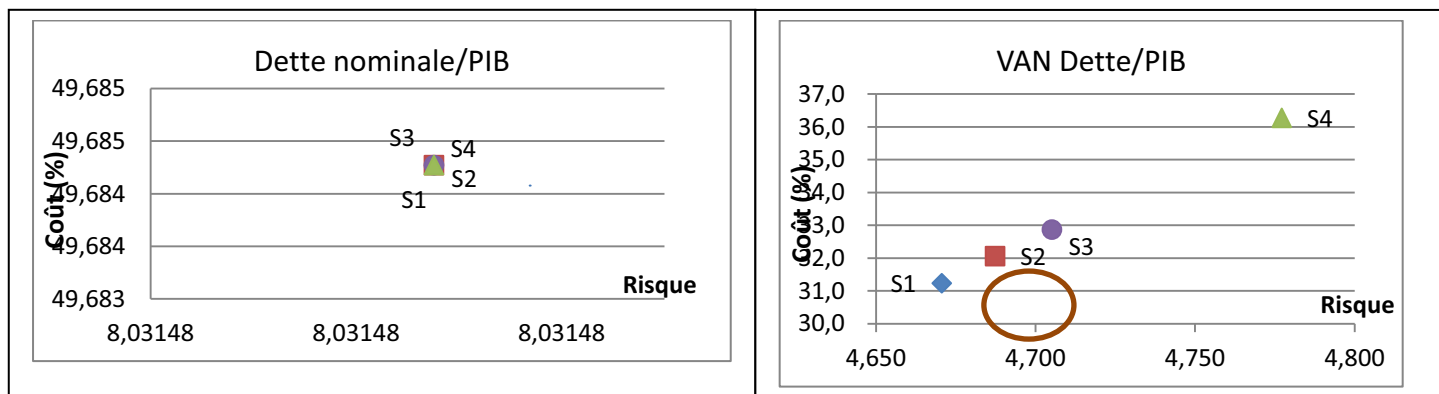 Dette nominale/PIB
49,685
49,685
49,684
49,684
49,683
Coût (%)
S3
S4
S2
S1
Risque
8,03148
8,03148
8,03148
VAN Dette/PIB
37,0
36,0
35,0
34,0
33,0
32,0
31,0
30,0
Coût (%)
S4
S3
S2
S1
Risque
4,650
4,700
4,750
4,800